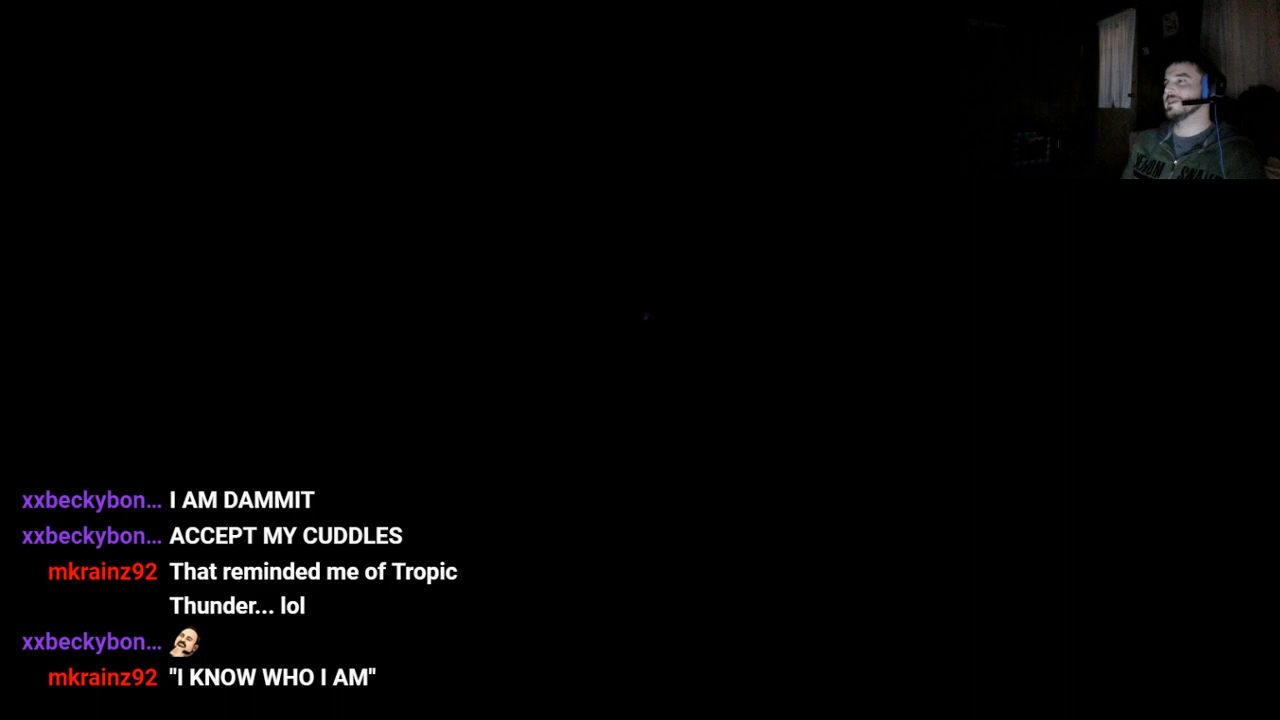 xxbeckybon... I AM DAMMIT
xxbeckybon... ACCEPT MY CUDDLES
mkrainz92 That reminded me of Tropic
Thunder... lol
xxbeckybon...
mkrainz92 "I KNOW WHO I AM"